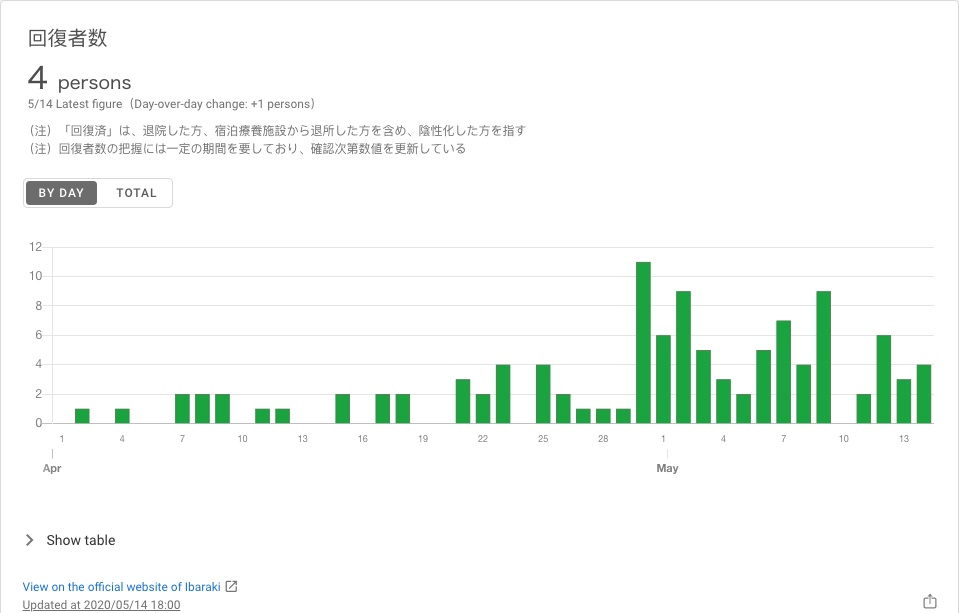 回復者数
4 persons
5/14 Latest figure（Day-over-day change: +1 persons）
（注）「回復済」は、退院した方、宿泊療養施設から退所した方を含め、陰性化した方を指す
（注）回復者数の把握には一定の期間を要しており、確認次第数値を更新している
BY DAY TOTAL
12
10
8
6
4
2
0
1 4 7 10 13 16 19 22 25 28 1 4 7 10 13
Apr May
Show table
View on the official website of Ibaraki
Updated at 2020/05/14 18:00